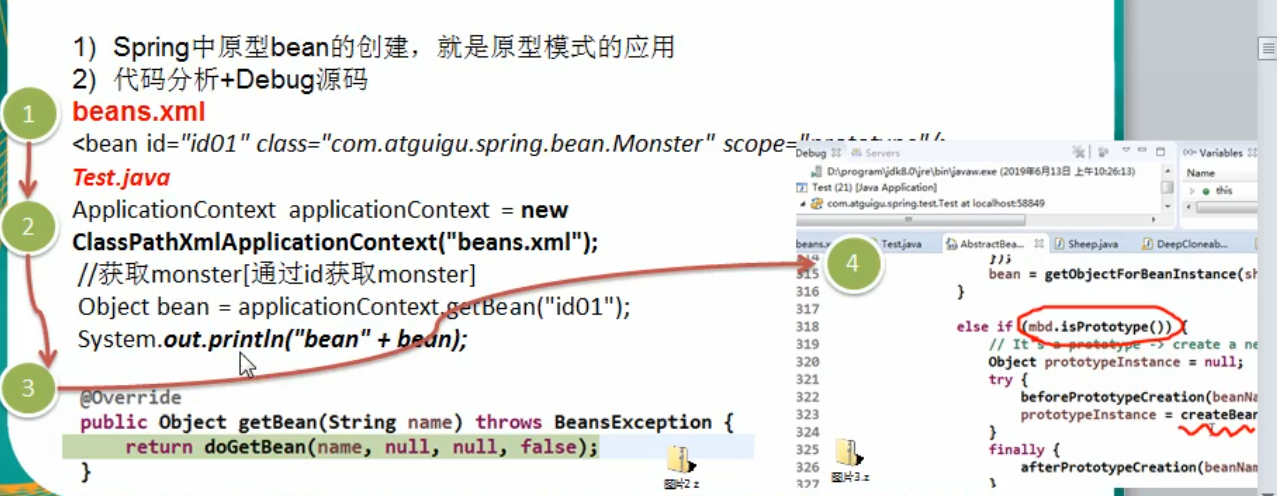 1) Spring中原型bean的创建，就是原型模式的应用
2) 代码分析+Debug源码
1
beans.xml
<bean id="id01" class="com.atguigu.spring.bean.Monster" scope="prototype"/>
Test.java
2
ApplicationContext applicationContext = new
ClassPathXmlApplicationContext("beans.xml");
//获取monster[通过id获取monster]
Object bean = applicationContext.getBean("id01");
System.out.println("bean" + bean);
3
@Override
public Object getBean(String name) throws BeansException {
return doGetBean(name, null, null, false);
}
图片2.z
Debug Servers
D:\program\jdk8.0\jre\bin\javaw.exe (2019年6月13日 上午10:26:13)
Test (21) [Java Application]
com.atguigu.spring.test.Test at localhost:58849
(x)= Variables
Name
this
beans.x Test.java AbstractBea... Sheep.java DeepCloneab...
4
314 });
315 bean = getObjectForBeanInstance(sh
316 }
317
318 else if (mbd.isPrototype()) {
319 // It's a prototype -> create a ne
320 Object prototypeInstance = null;
321 try {
322 beforePrototypeCreation(beanNa
323 prototypeInstance = createBean
324 }
325 finally {
326 afterPrototypeCreation(beanNam
327 }
图片3.z